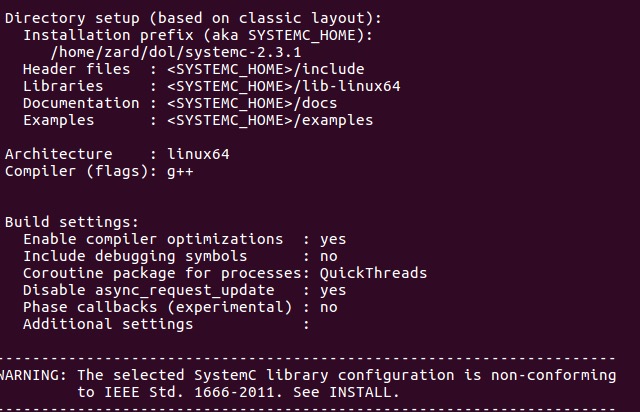 Directory setup (based on classic layout):
Installation prefix (aka SYSTEMC_HOME):
/home/zard/dol/systemc-2.3.1
Header files : <SYSTEMC_HOME>/include
Libraries : <SYSTEMC_HOME>/lib-linux64
Documentation : <SYSTEMC_HOME>/docs
Examples : <SYSTEMC_HOME>/examples
Architecture : linux64
Compiler (flags): g++
Build settings:
Enable compiler optimizations : yes
Include debugging symbols : no
Coroutine package for processes: QuickThreads
Disable async_request_update : yes
Phase callbacks (experimental) : no
Additional settings :
--------------------------------------------------------------------
WARNING: The selected SystemC library configuration is non-conforming
to IEEE Std. 1666-2011. See INSTALL.
--------------------------------------------------------------------